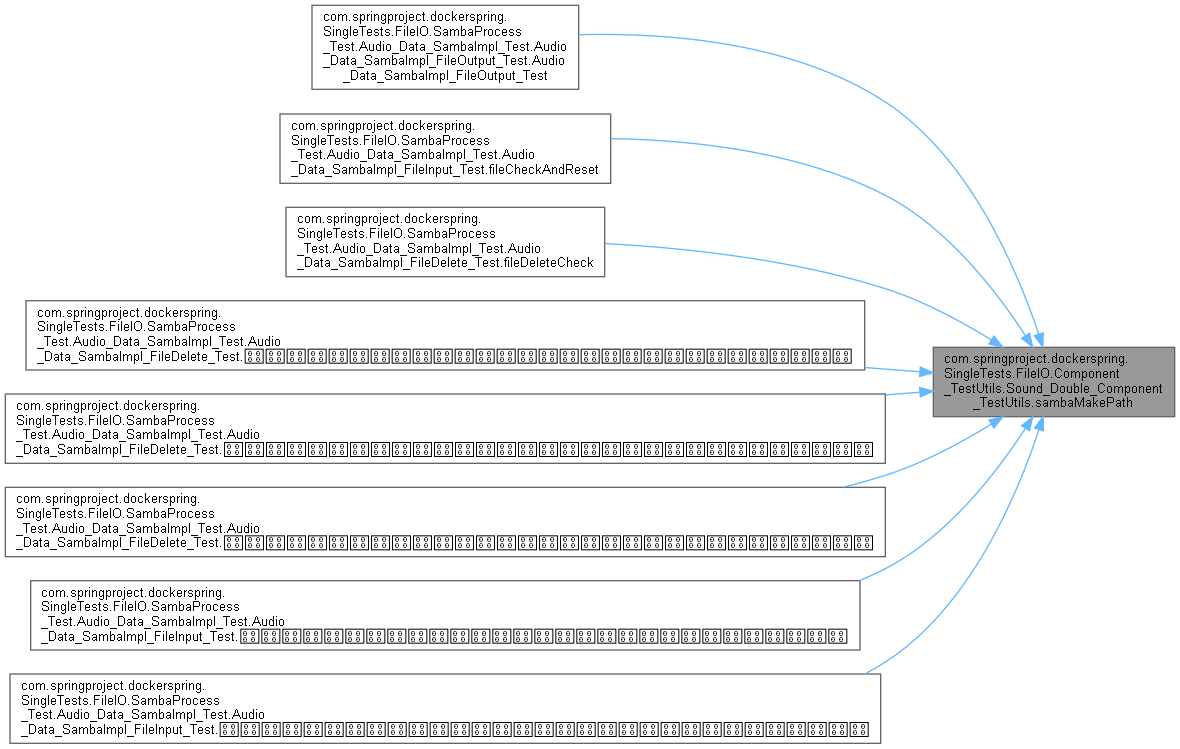 com.springproject.dockerspring.
SingleTests.FileIO.SambaProcess
_Test.Audio_Data_SambaImpl_Test.Audio
_Data_SambaImpl_FileOutput_Test.Audio
_Data_SambaImpl_FileOutput_Test
com.springproject.dockerspring.
SingleTests.FileIO.SambaProcess
_Test.Audio_Data_SambaImpl_Test.Audio
_Data_SambaImpl_FileInput_Test.fileCheckAndReset
com.springproject.dockerspring.
SingleTests.FileIO.SambaProcess
_Test.Audio_Data_SambaImpl_Test.Audio
_Data_SambaImpl_FileDelete_Test.fileDeleteCheck
com.springproject.dockerspring.
SingleTests.FileIO.SambaProcess
_Test.Audio_Data_SambaImpl_Test.Audio
_Data_SambaImpl_FileDelete_Test.
com.springproject.dockerspring.
SingleTests.FileIO.Component
_TestUtils.Sound_Double_Component
_TestUtils.sambaMakePath
com.springproject.dockerspring.
SingleTests.FileIO.SambaProcess
_Test.Audio_Data_SambaImpl_Test.Audio
_Data_SambaImpl_FileDelete_Test.
com.springproject.dockerspring.
SingleTests.FileIO.SambaProcess
_Test.Audio_Data_SambaImpl_Test.Audio
_Data_SambaImpl_FileDelete_Test.
com.springproject.dockerspring.
SingleTests.FileIO.SambaProcess
_Test.Audio_Data_SambaImpl_Test.Audio
_Data_SambaImpl_FileInput_Test.
com.springproject.dockerspring.
SingleTests.FileIO.SambaProcess
_Test.Audio_Data_SambaImpl_Test.Audio
_Data_SambaImpl_FileInput_Test.